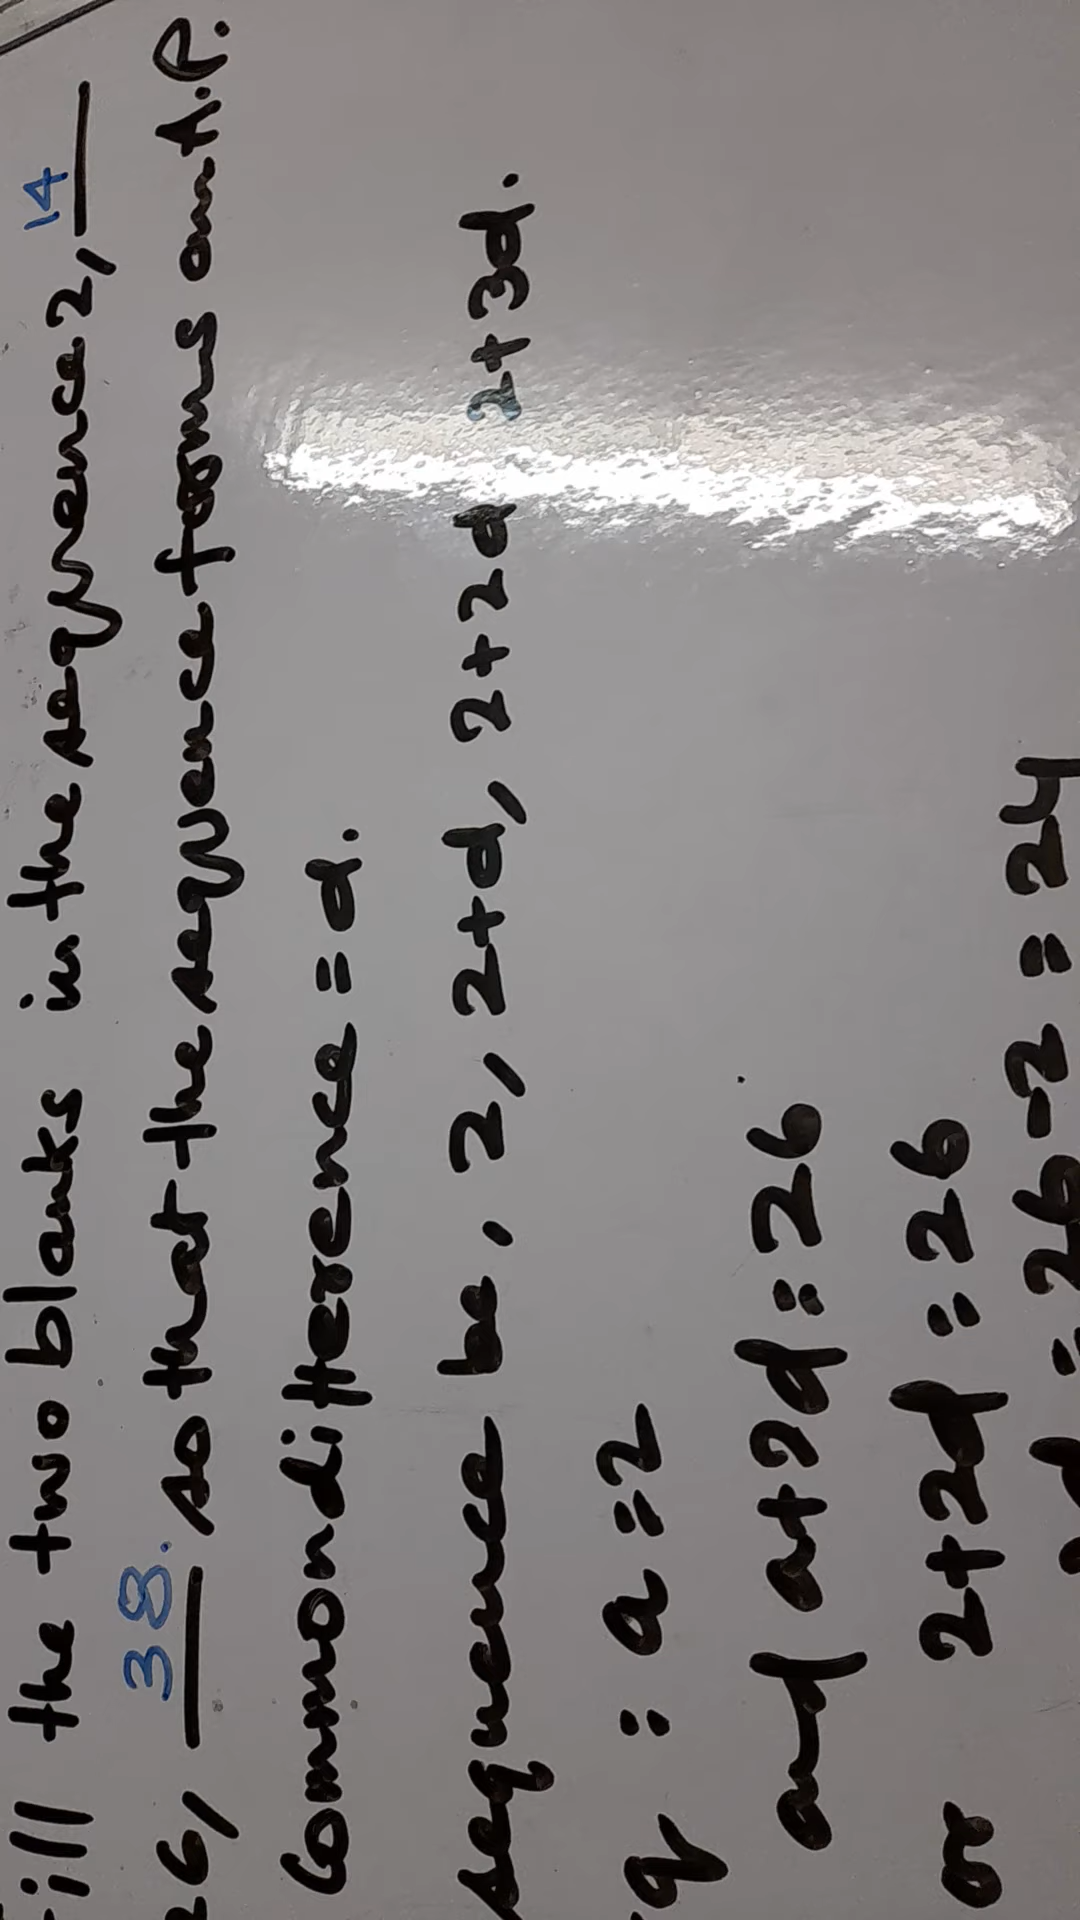 ill the two blanks in the sequence 2, 14
26, 38. so that the sequence forms an A.P.
Common difference = d.
sequence be, 2, 2+d, 2+2d 2+3d.
: a = 2
and a+2d = 26
or 2+2d = 26
2d = 26-2 = 24